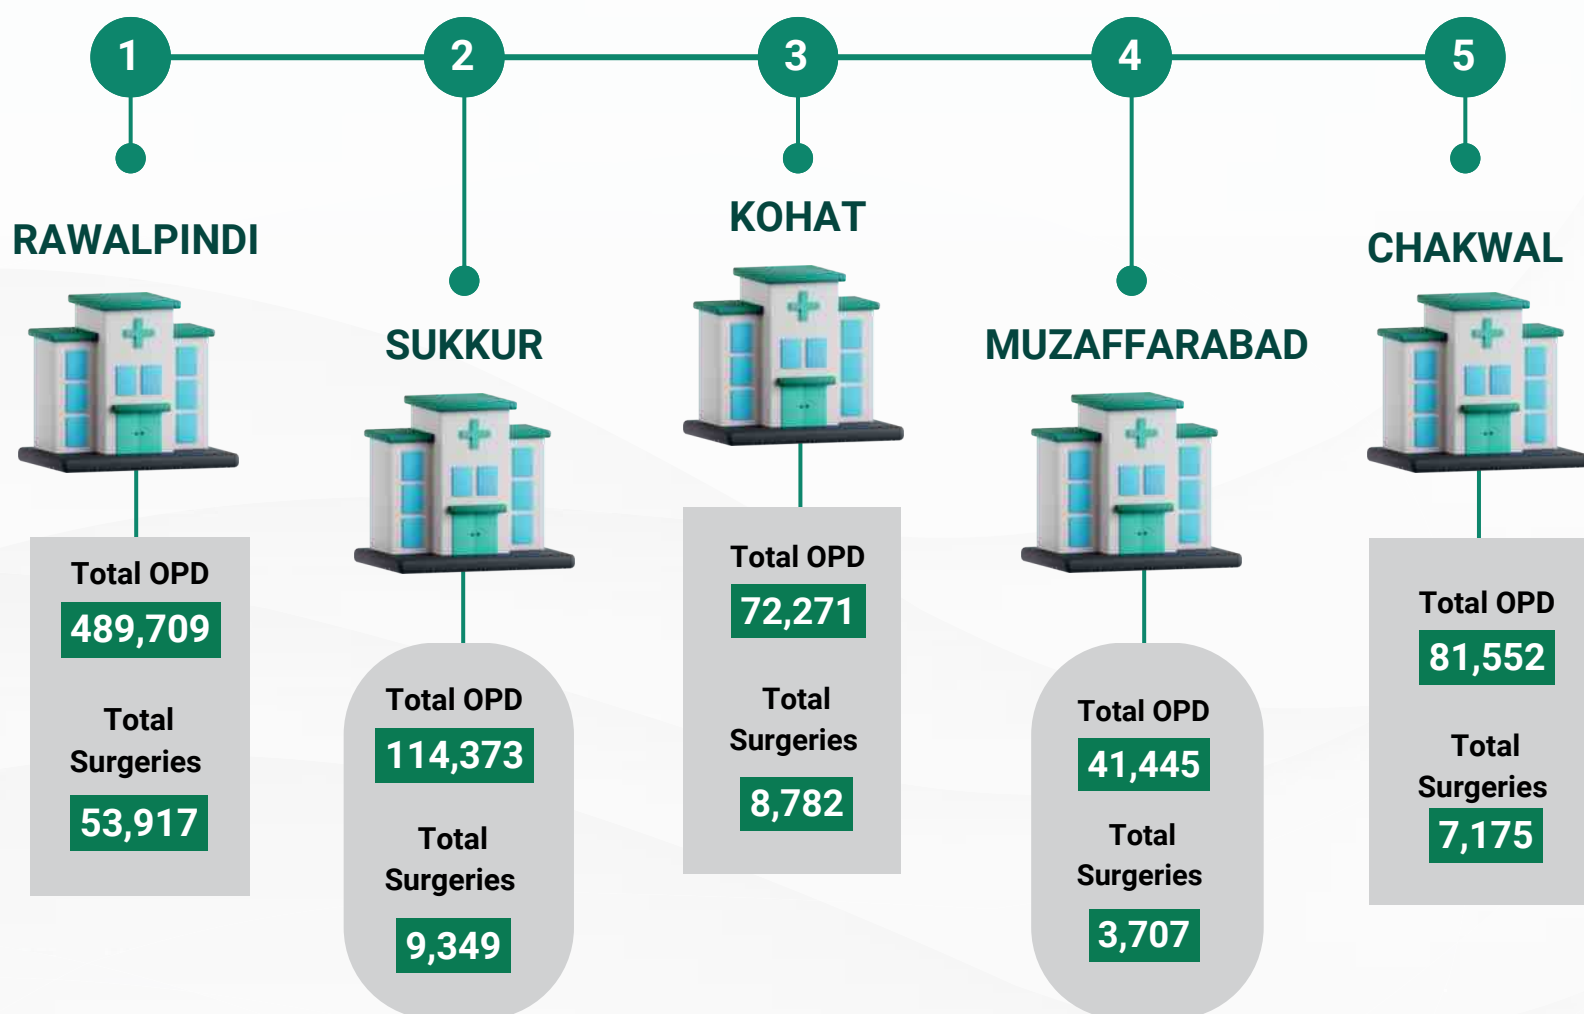 1
2
3
4
5
RAWALPINDI
Total OPD
489,709
Total
Surgeries
53,917
SUKKUR
Total OPD
114,373
Total
Surgeries
9,349
KOHAT
Total OPD
72,271
Total
Surgeries
8,782
MUZAFFARABAD
Total OPD
41,445
Total
Surgeries
3,707
CHAKWAL
Total OPD
81,552
Total
Surgeries
7,175